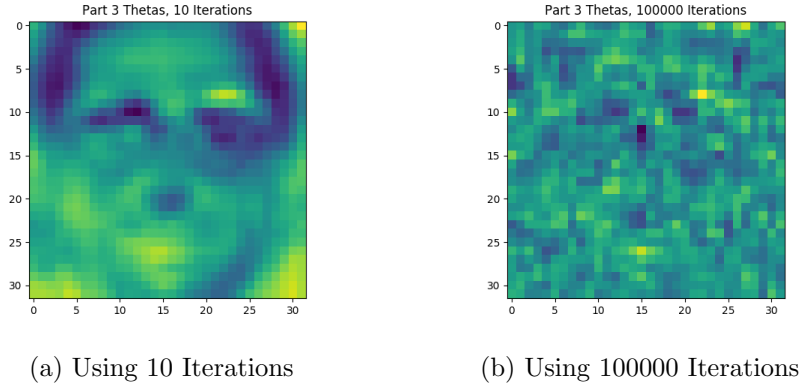 Part 3 Thetas, 10 Iterations
0
5
10
15
20
25
30
0 5 10 15 20 25 30
(a) Using 10 Iterations
Part 3 Thetas, 100000 Iterations
0
5
10
15
20
25
30
0 5 10 15 20 25 30
(b) Using 100000 Iterations